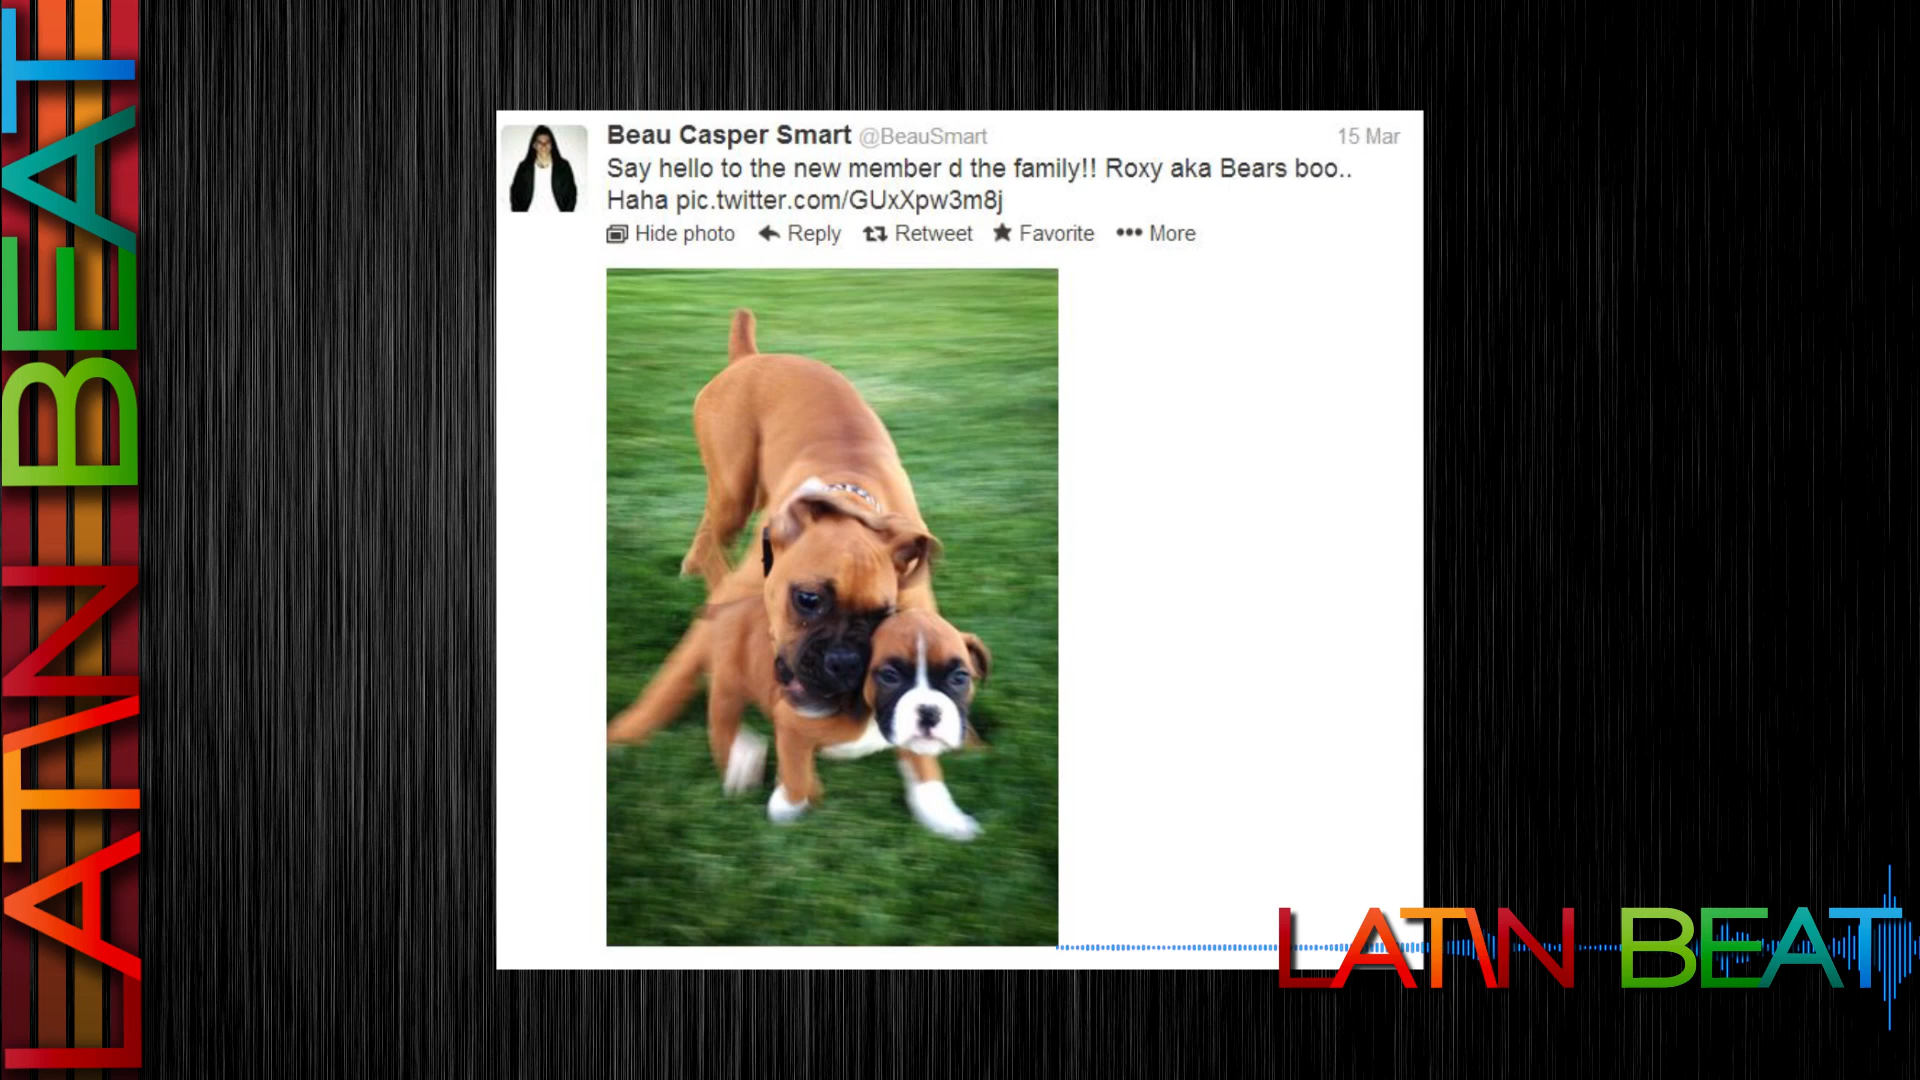 LATIN BEAT
Beau Casper Smart @BeauSmart 15 Mar
Say hello to the new member d the family!! Roxy aka Bears boo..
Haha pic.twitter.com/GUxXpw3m8j
Hide photo Reply Retweet Favorite More
LATIN BEAT